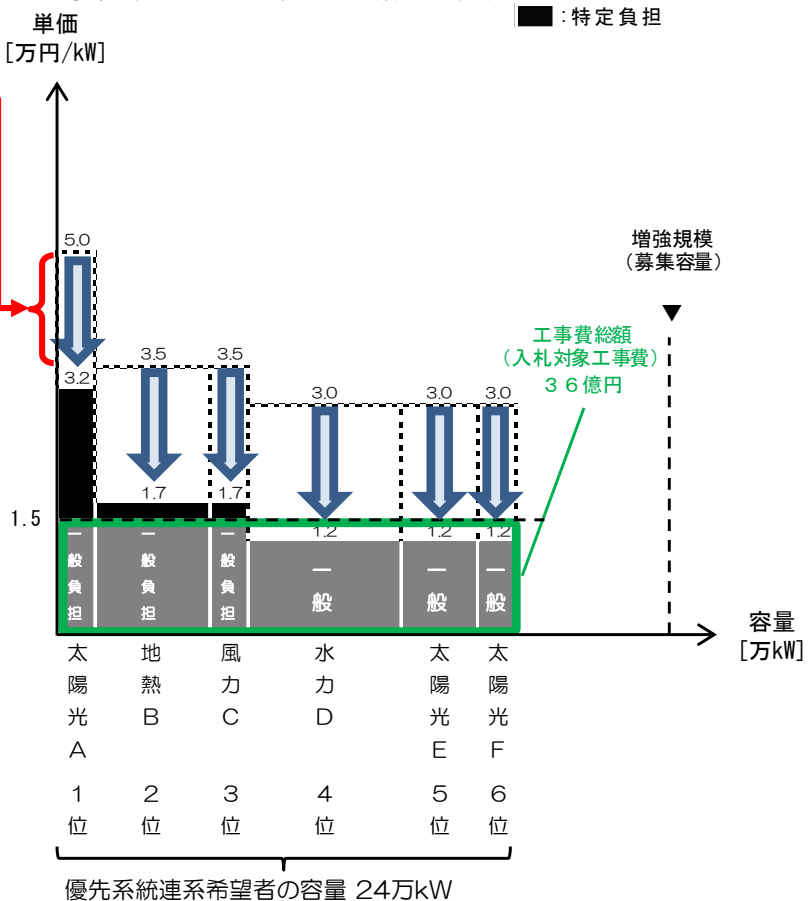 ：特定負担
単価
[万円/kW]
5.0
3.5
3.5
3.2
3.0
3.0
3.0
1.7
1.7
1.5
1.2
1.2
1.2
増強規模
（募集容量）
▼
工事費総額
（入札対象工事費）
３６億円
一般負担
一般負担
一般負担
一般
一般
一般
容量
[万kW]
太陽光A
地熱B
風力C
水力D
太陽光E
太陽光F
1位
2位
3位
4位
5位
6位
優先系統連系希望者の容量 24万kW